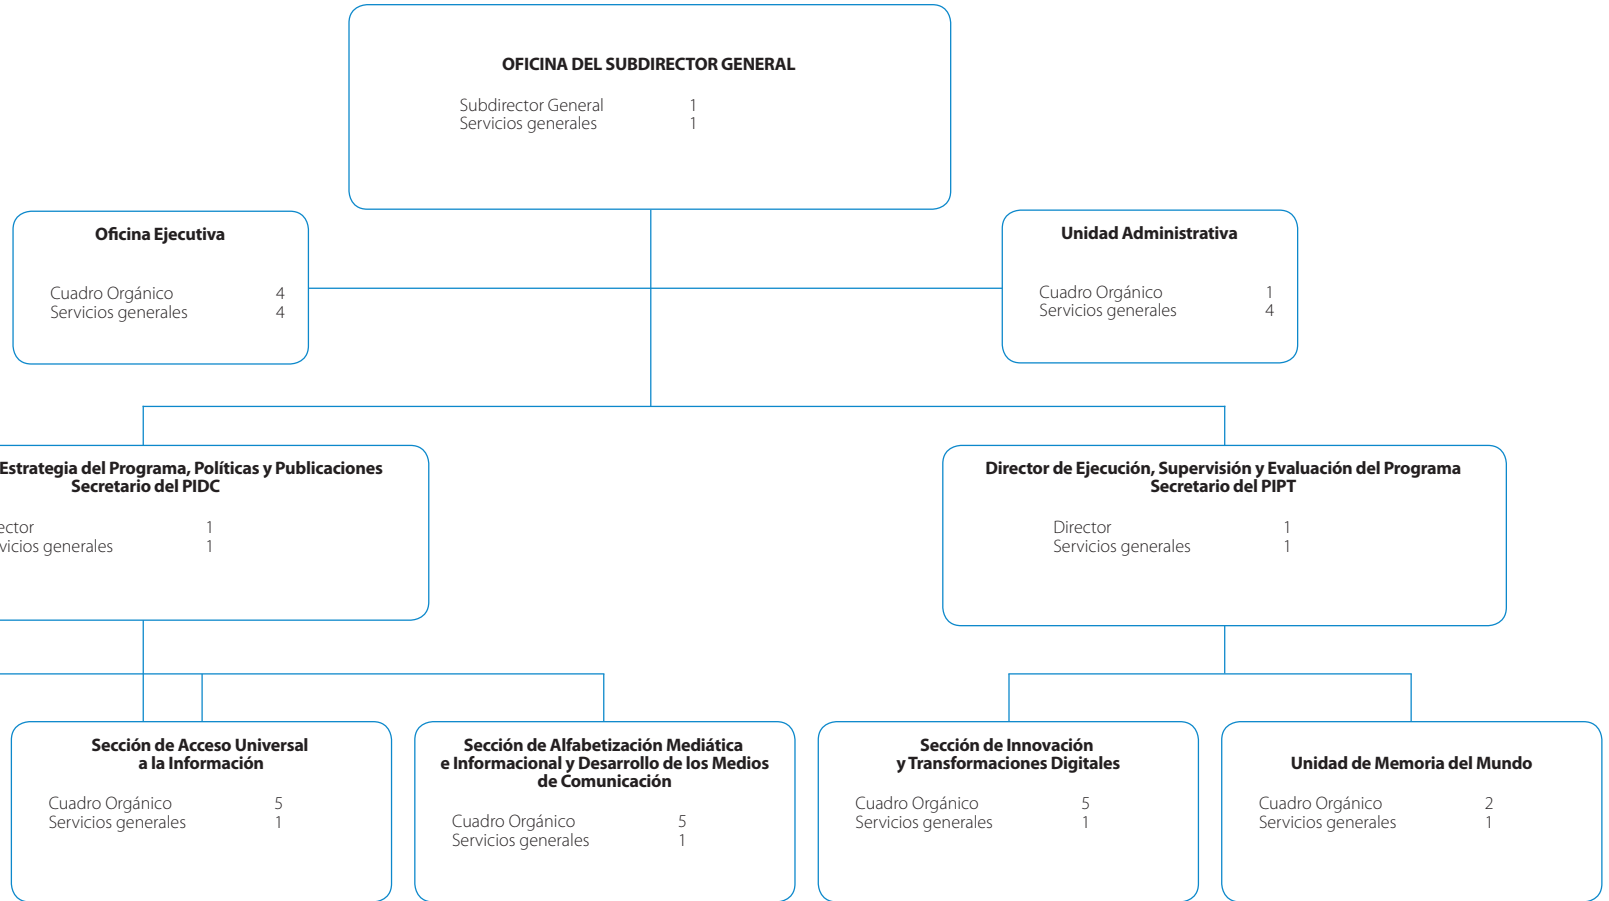 OFICINA DEL SUBDIRECTOR GENERAL
Subdirector General 1
Servicios generales 1
Oficina Ejecutiva
Cuadro Orgánico 4
Servicios generales 4
Unidad Administrativa
Cuadro Orgánico 1
Servicios generales 4
Estrategia del Programa, Políticas y Publicaciones
Secretario del PIDC
ector 1
vicios generales 1
Director de Ejecución, Supervisión y Evaluación del Programa
Secretario del PIPT
Director 1
Servicios generales 1
Sección de Acceso Universal
a la Información
Cuadro Orgánico 5
Servicios generales 1
Sección de Alfabetización Mediática
e Informacional y Desarrollo de los Medios
de Comunicación
Cuadro Orgánico 5
Servicios generales 1
Sección de Innovación
y Transformaciones Digitales
Cuadro Orgánico 5
Servicios generales 1
Unidad de Memoria del Mundo
Cuadro Orgánico 2
Servicios generales 1